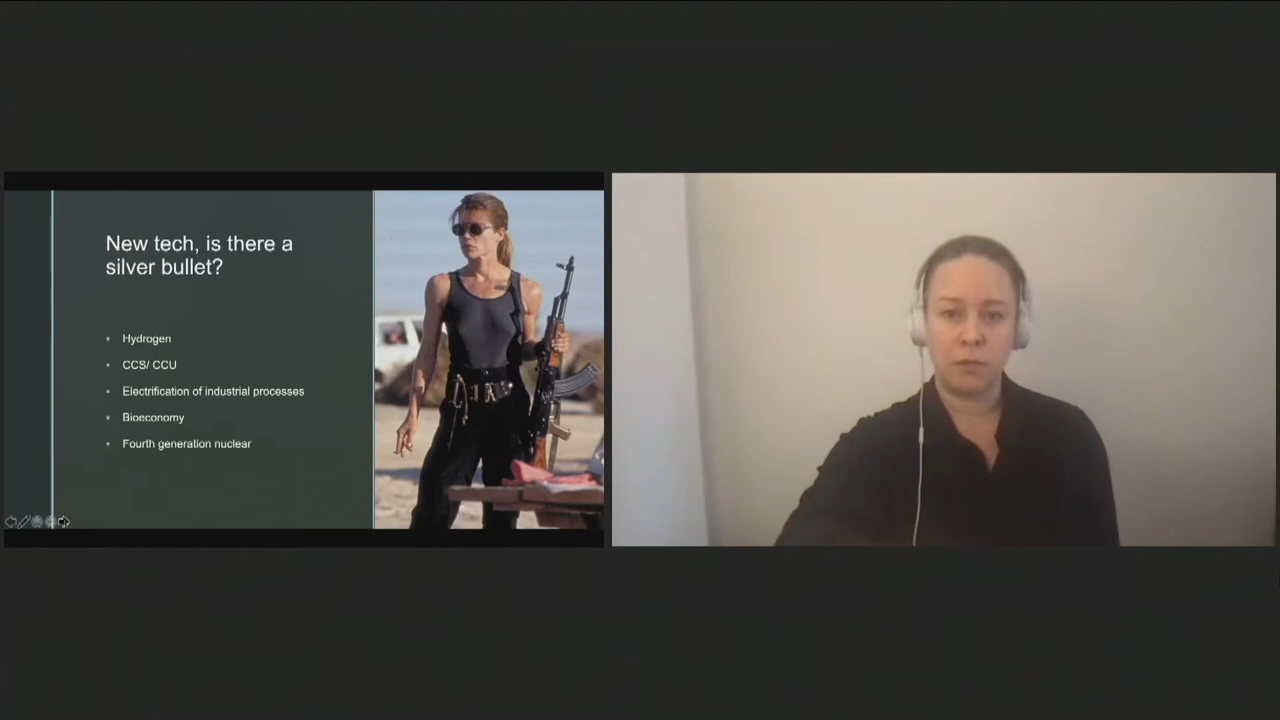 New tech, is there a
silver bullet?
Hydrogen
CCS/ CCU
Electrification of industrial processes
Bioeconomy
Fourth generation nuclear